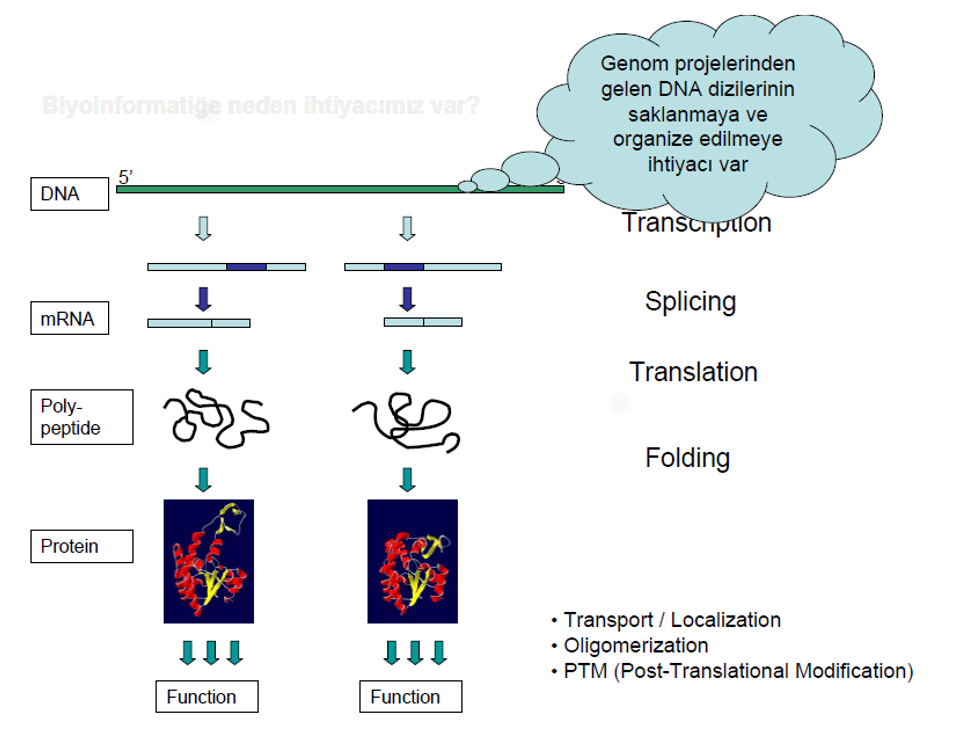 Biyoinformatiğe neden ihtiyacımız var?
Genom projelerinden
gelen DNA dizilerinin
saklanmaya ve
organize edilmeye
ihtiyacı var
5'
DNA
Transcription
Splicing
mRNA
Translation
Poly-
peptide
Folding
Protein
• Transport / Localization
• Oligomerization
• PTM (Post-Translational Modification)
Function
Function